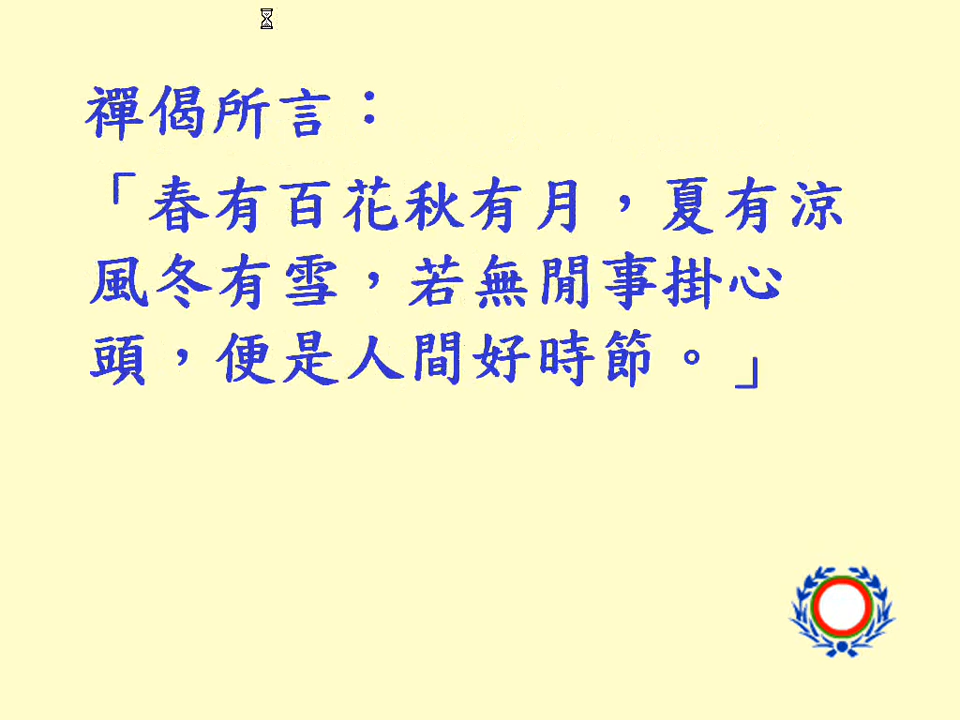 禪偈所言：
「春有百花秋有月，夏有涼
風冬有雪，若無閒事掛心
頭，便是人間好時節。」